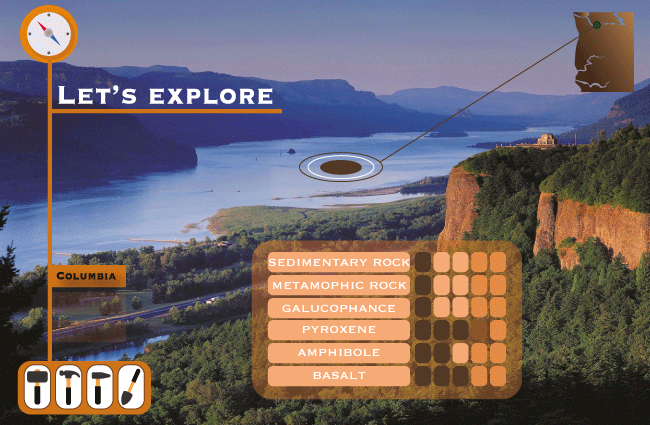 LET'S EXPLORE
COLUMBIA
SEDIMENTARY ROCK
METAMOPHIC ROCK
GALUCOPHANCE
PYROXENE
AMPHIBOLE
BASALT